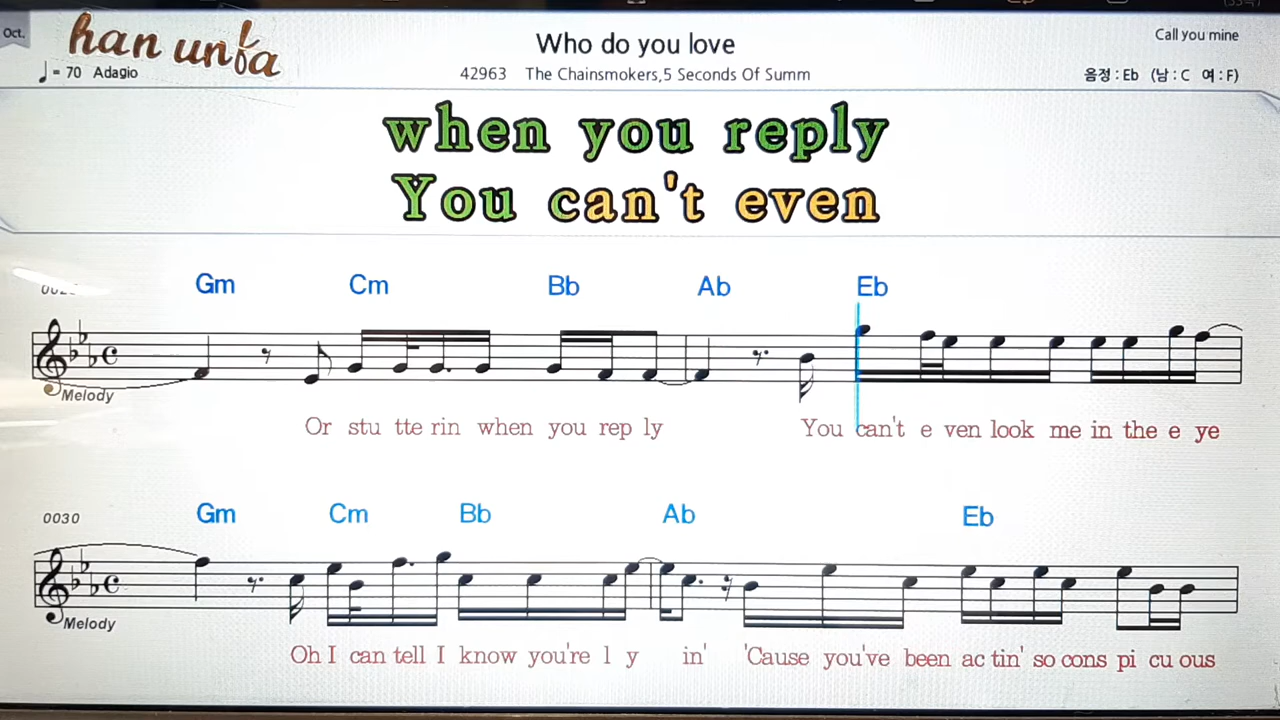 Oct.
han unfa
Who do you love
Call you mine
= 70 Adagio
42963 The Chainsmokers,5 Seconds Of Summ
음정 : Eb (남 : C 여 : F)
when you reply
You can't even
Gm Cm Bb Ab Eb
Melody
Or stu tte rin when you rep ly You can't e ven look me in the e ye
0030
Gm Cm Bb Ab Eb
Melody
Oh I can tell I know you're l y in' 'Cause you've been ac tin' so cons pi cu ous